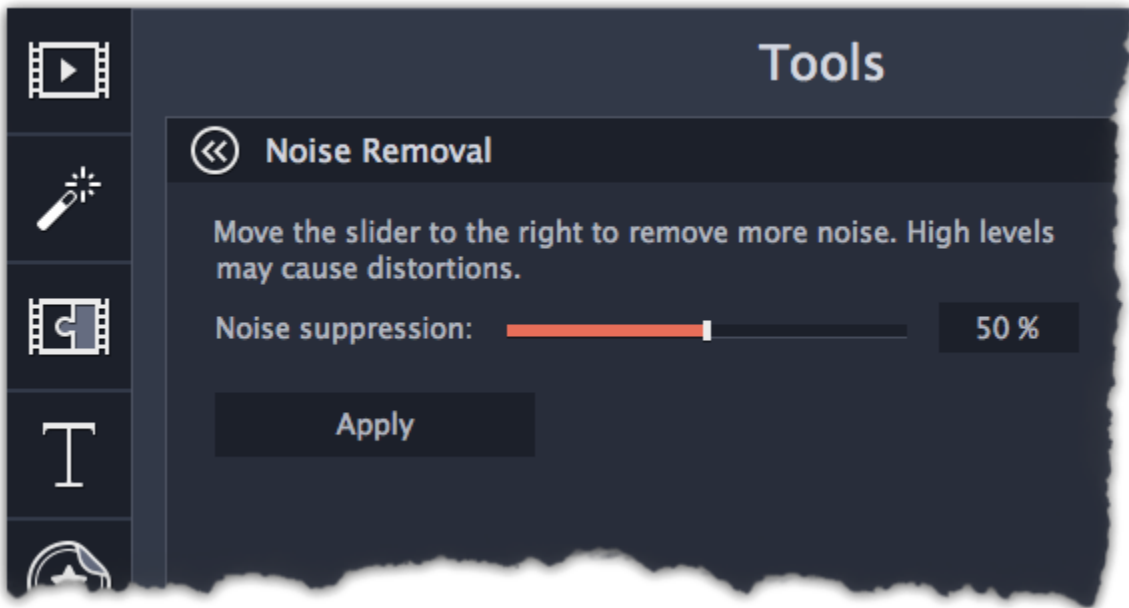 Tools
Noise Removal
Move the slider to the right to remove more noise. High levels
may cause distortions.
Noise suppression:
50 %
Apply
T